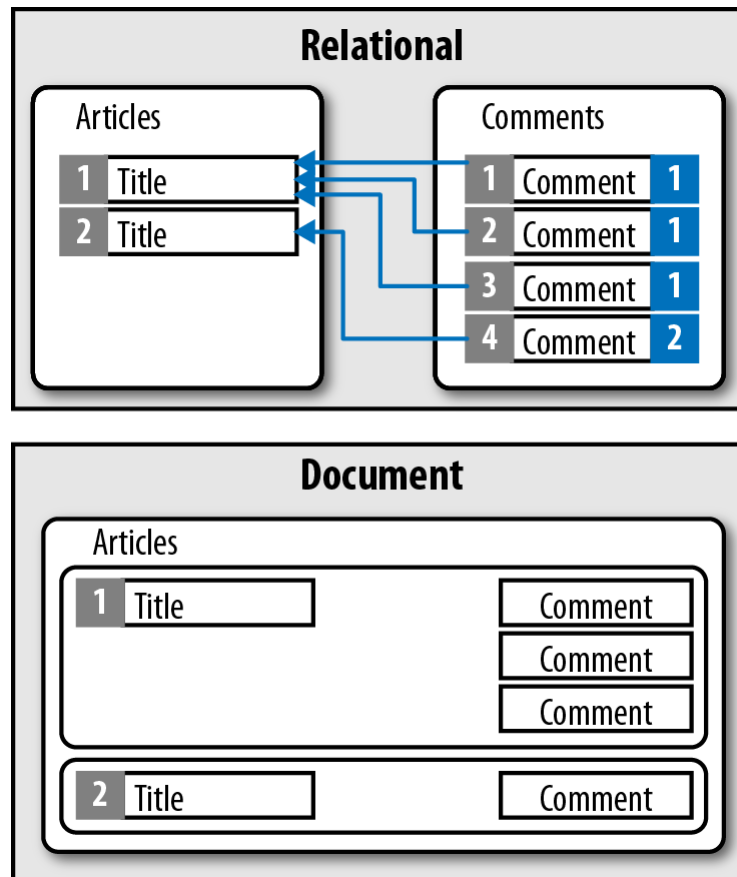 Relational
Articles Comments
1 Title 1 Comment 1
2 Title 2 Comment 1
3 Comment 1
4 Comment 2
Document
Articles
1 Title Comment
Comment
Comment
2 Title Comment